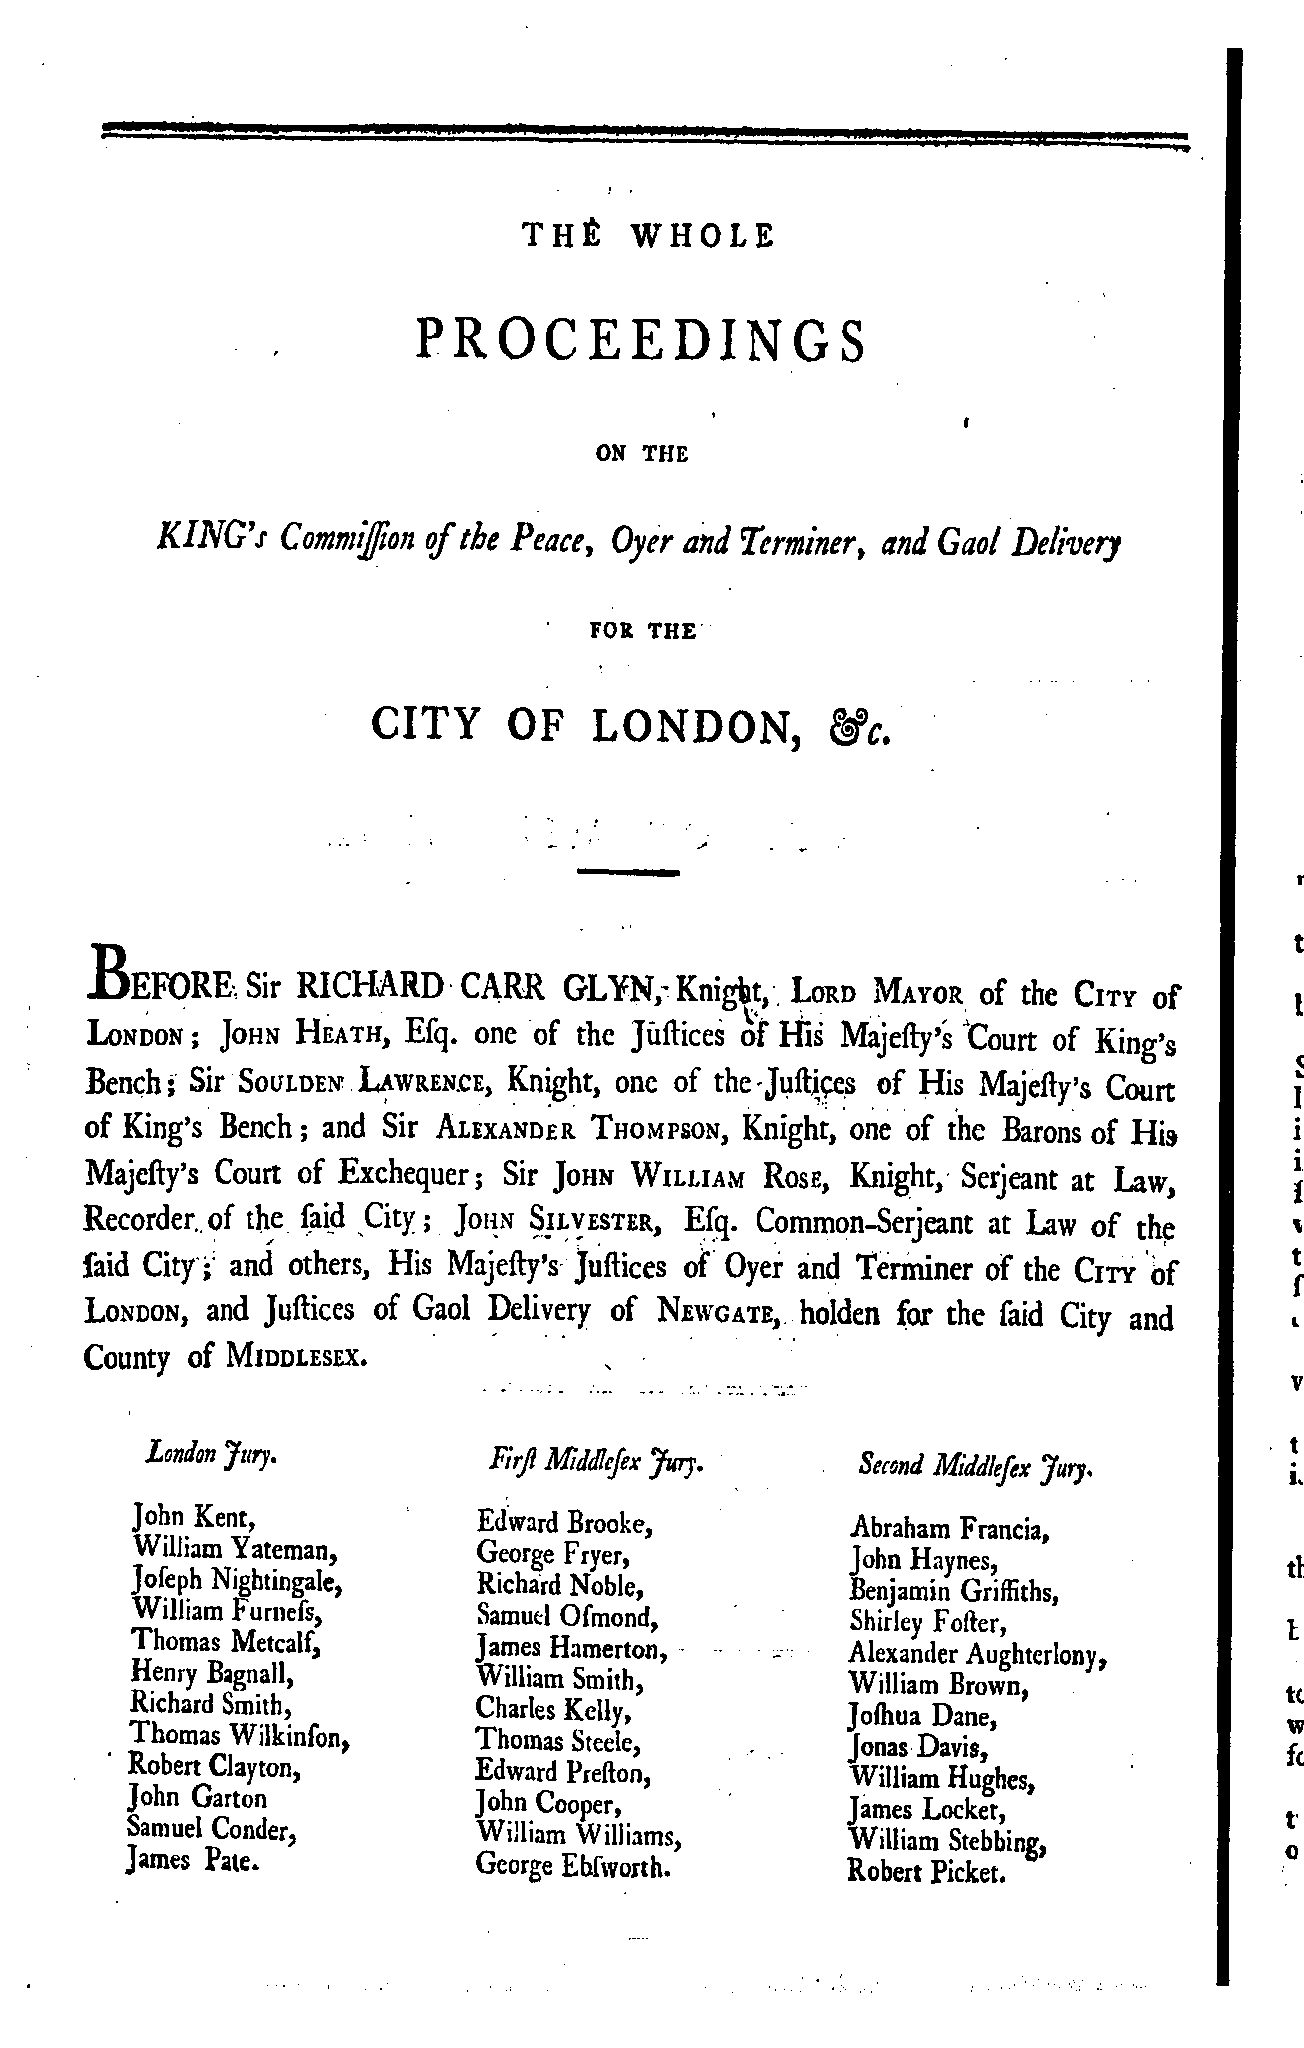 THE WHOLE
PROCEEDINGS
ON THE
KING's Commiſſion of the Peace, Oyer and Terminer, and Gaol Delivery
FOR THE
CITY OF LONDON, &c.
BEFORE Sir RICHARD CARR GLYN, Knight, LORD MAYOR of the CITY of
LONDON; JOHN HEATH, Eſq. one of the Juſtices of His Majeſty's Court of King's
Bench; Sir SOULDEN LAWRENCE, Knight, one of the Juſtices of His Majeſty's Court
of King's Bench; and Sir ALEXANDER THOMPSON, Knight, one of the Barons of His
Majeſty's Court of Exchequer; Sir JOHN WILLIAM ROSE, Knight, Serjeant at Law,
Recorder of the ſaid City; JOHN SILVESTER, Eſq. Common-Serjeant at Law of the
ſaid City; and others, His Majeſty's Juſtices of Oyer and Terminer of the CITY of
LONDON, and Juſtices of Gaol Delivery of NEWGATE, holden for the ſaid City and
County of MIDDLESEX.
London Jury.
John Kent,
William Yateman,
Joſeph Nightingale,
William Furneſs,
Thomas Metcalf,
Henry Bagnall,
Richard Smith,
Thomas Wilkinſon,
Robert Clayton,
John Garton
Samuel Conder,
James Pate.
Firſt Middleſex Jury.
Edward Brooke,
George Fryer,
Richard Noble,
Samuel Oſmond,
James Hamerton,
William Smith,
Charles Kelly,
Thomas Steele,
Edward Preſton,
John Cooper,
William Williams,
George Ebſworth.
Second Middleſex Jury.
Abraham Francia,
John Haynes,
Benjamin Griffiths,
Shirley Foſter,
Alexander Aughterlony,
William Brown,
Joſhua Dane,
Jonas Davis,
William Hughes,
James Locket,
William Stebbing,
Robert Picket.